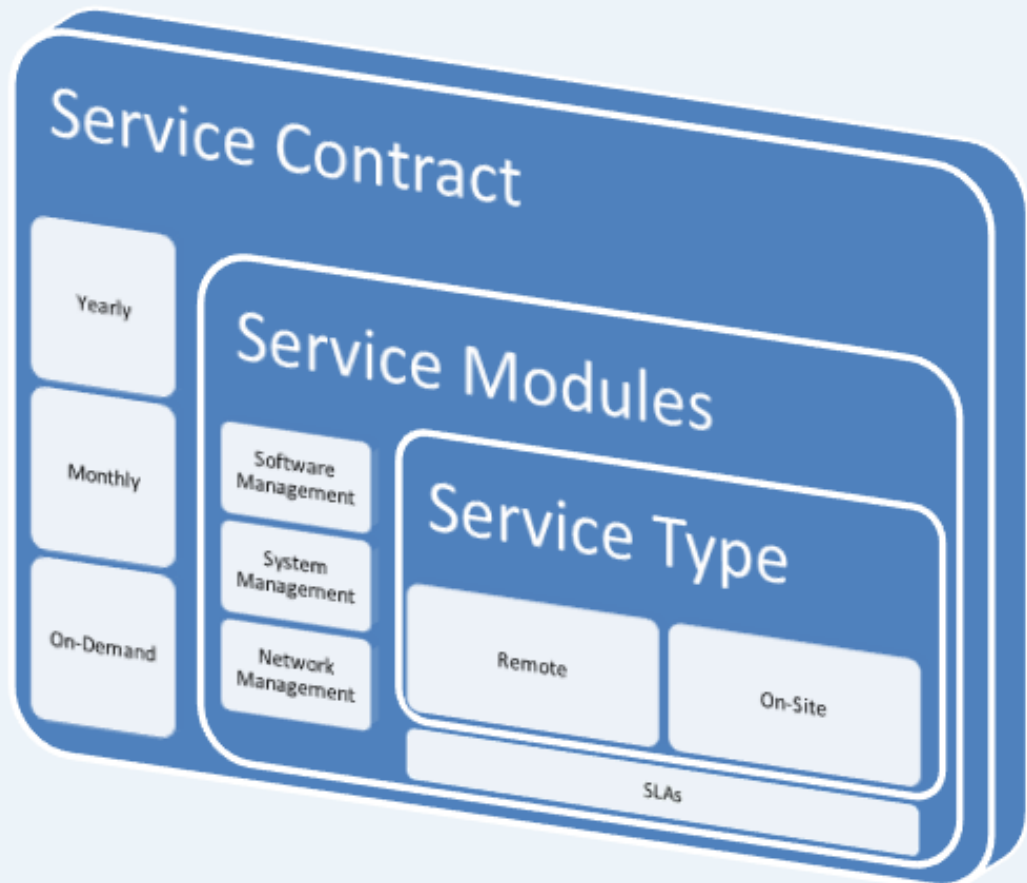 Service Contract
Yearly
Monthly
On-Demand
Service Modules
Software
Management
System
Management
Network
Management
Service Type
Remote
On-Site
SLAs